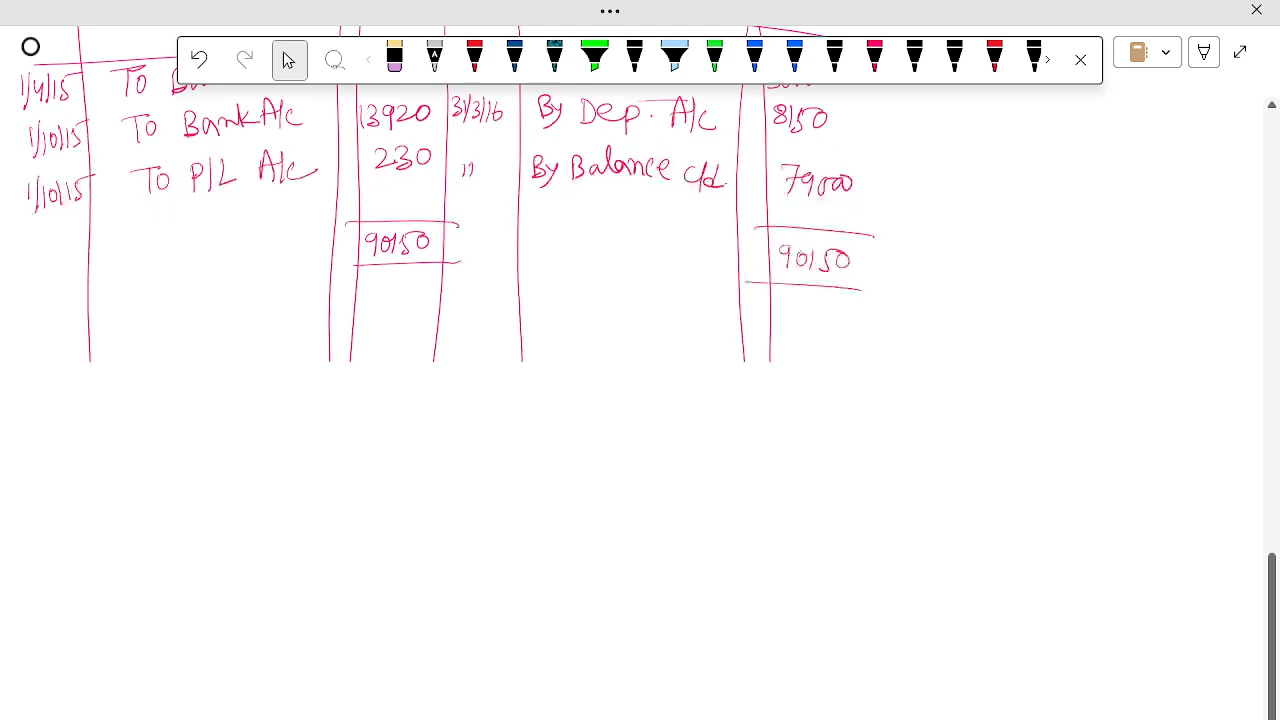 1/4/15 To
1/10/15 To Bank A/c 13920 31/3/16 By Dep. A/c 8150
1/10/15 To P/L A/c 230 " By Balance c/d 79000
90150 90150